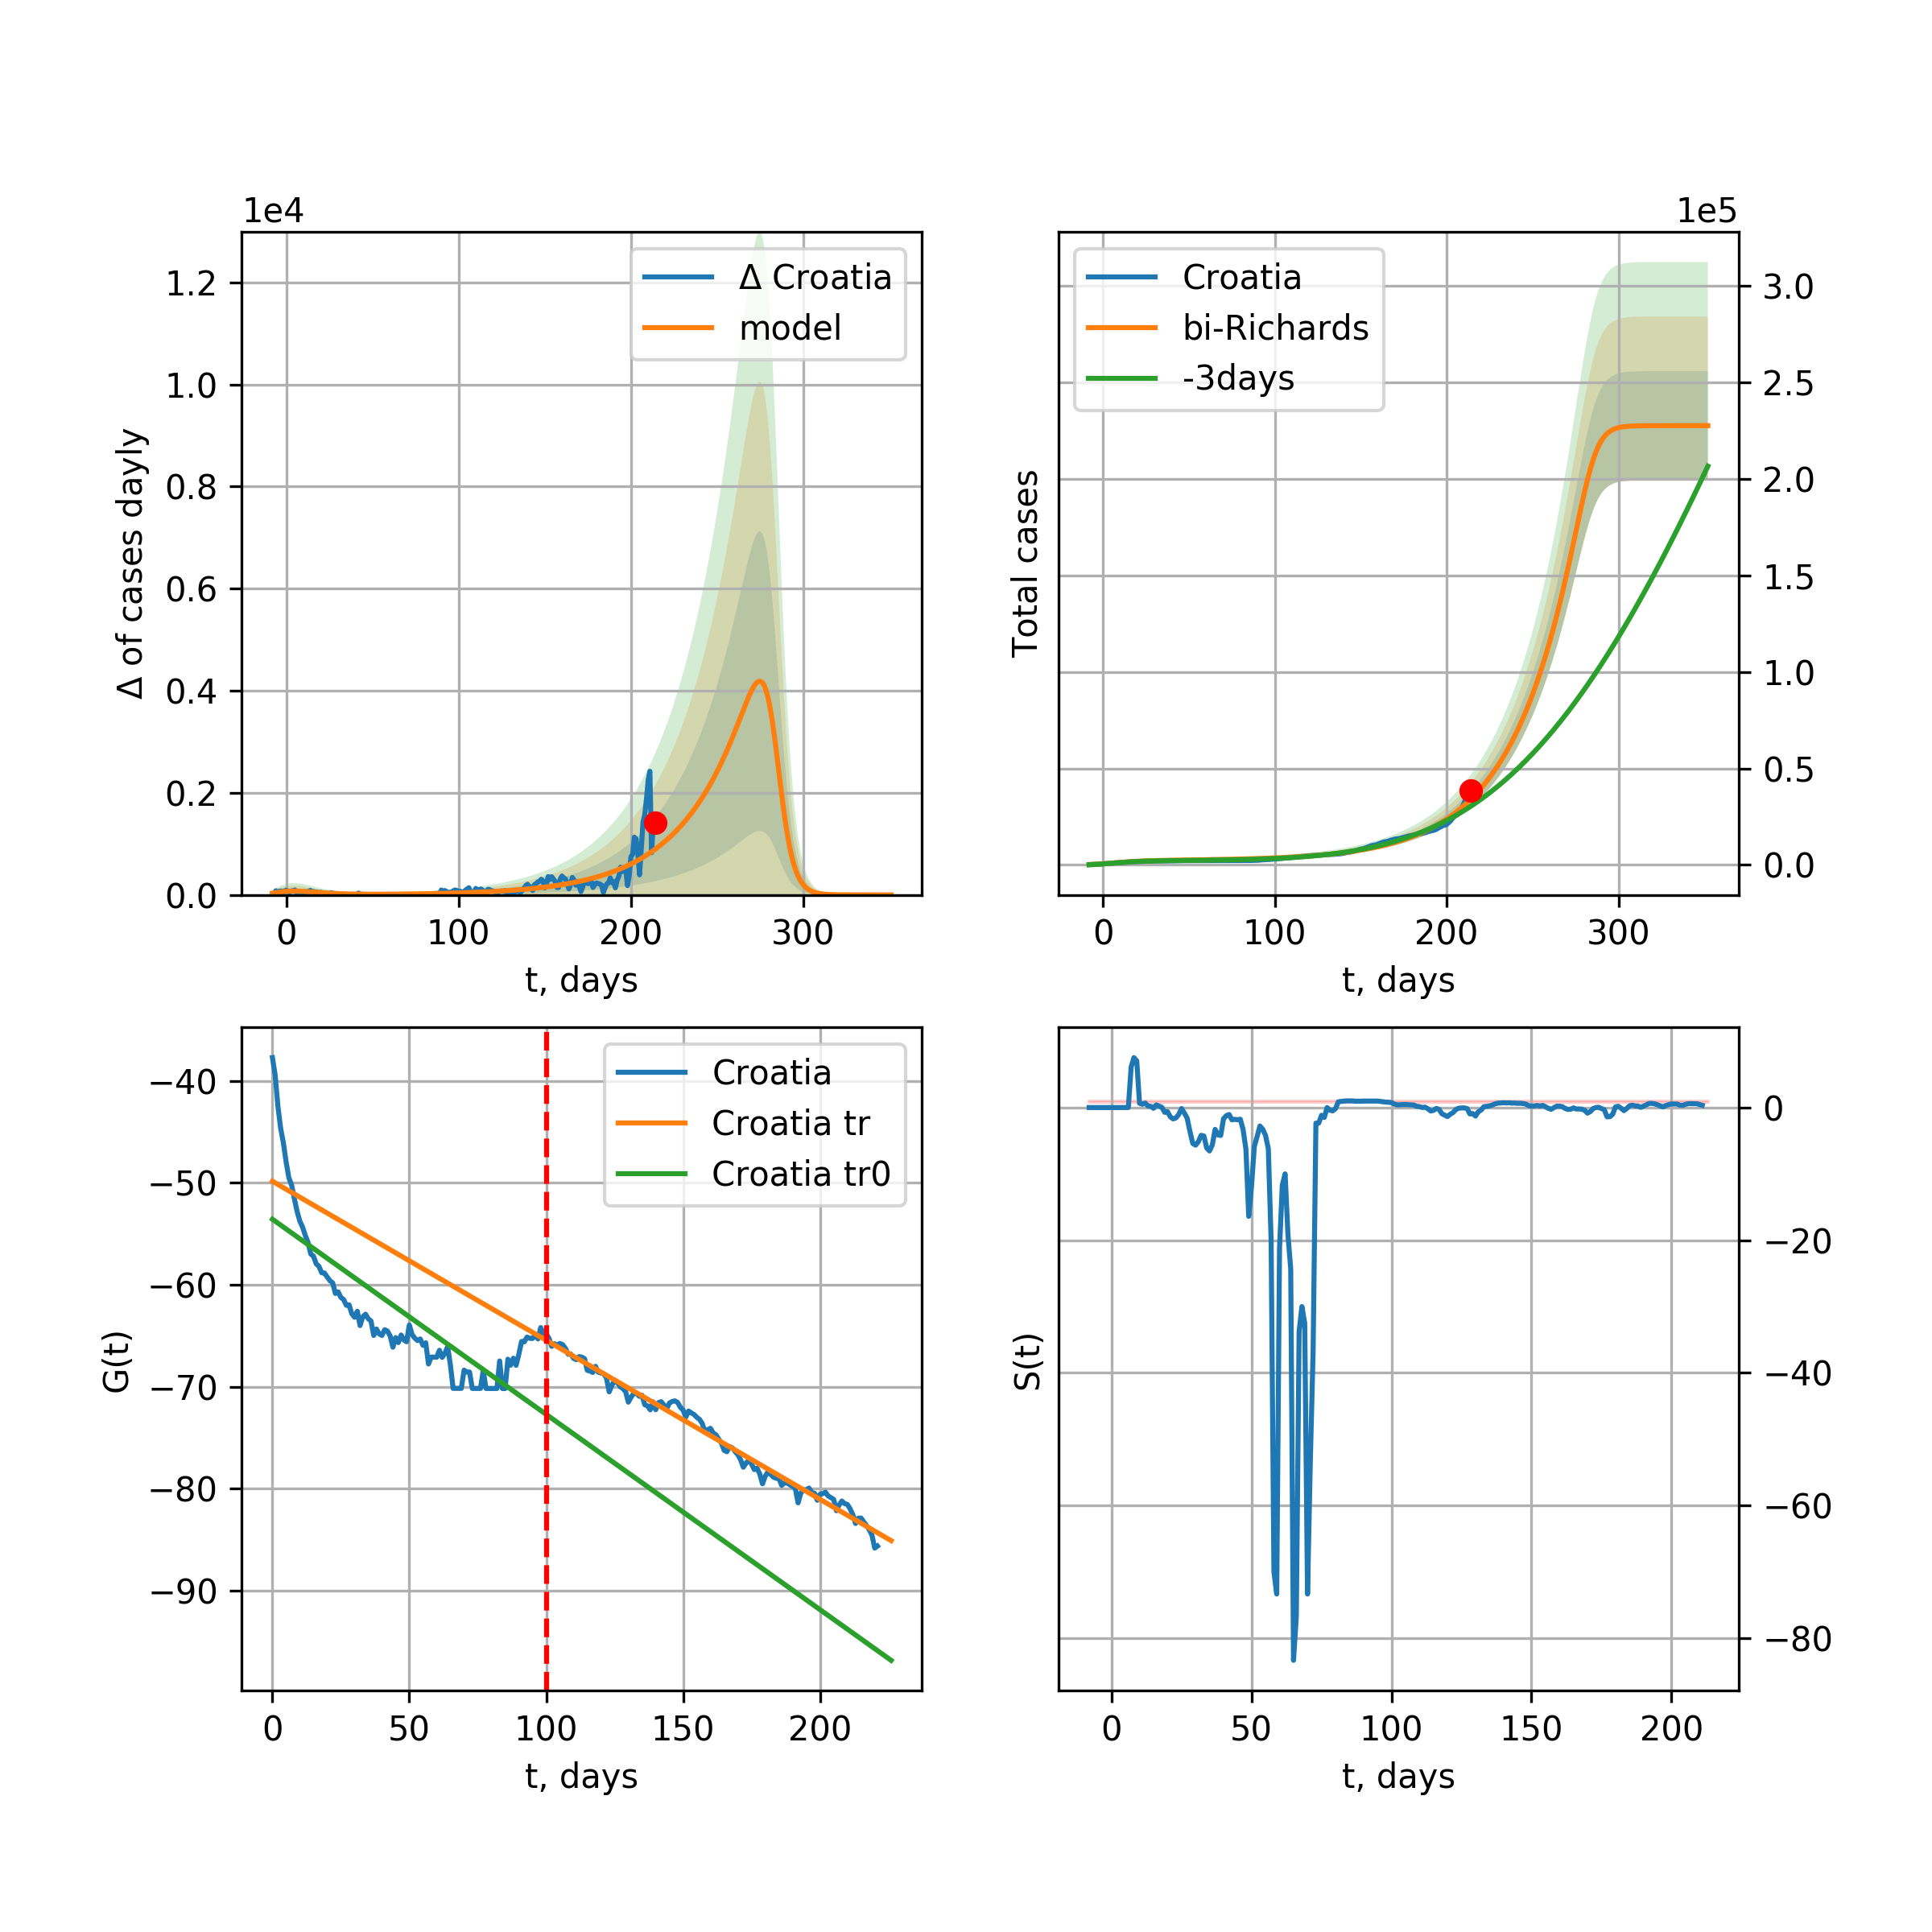 1e4
Δ of cases dayly
1.2
1.0
0.8
0.6
0.4
0.2
0.0
Δ Croatia
model
0 100 200 300
t, days
1e5
Total cases
Croatia
bi-Richards
-3days
3.0
2.5
2.0
1.5
1.0
0.5
0.0
0 100 200 300
t, days
G(t)
−40
−50
−60
−70
−80
−90
Croatia
Croatia tr
Croatia tr0
0 50 100 150 200
t, days
S(t)
0
−20
−40
−60
−80
0 50 100 150 200
t, days